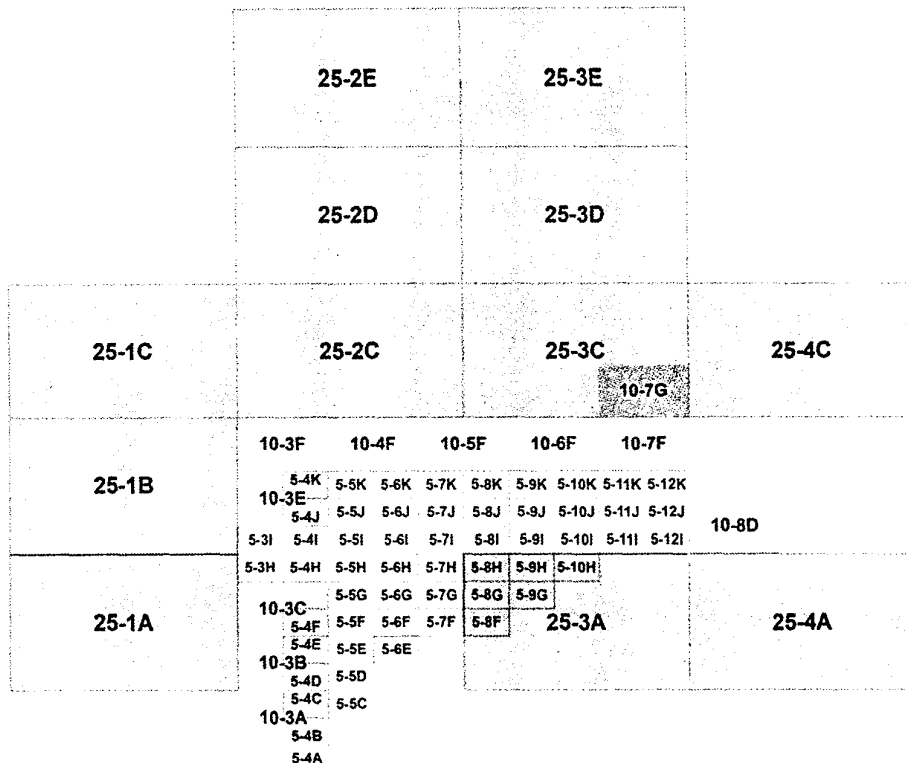 25-2E 25-3E
25-2D 25-3D
25-1C 25-2C 25-3C 25-4C
10-7G
10-3F 10-4F 10-5F 10-6F 10-7F
5-4K 5-5K 5-6K 5-7K 5-8K 5-9K 5-10K 5-11K 5-12K
25-1B
10-3E
5-4J 5-5J 5-6J 5-7J 5-8J 5-9J 5-10J 5-11J 5-12J
10-8D
5-3I 5-4I 5-5I 5-6I 5-7I 5-8I 5-9I 5-10I 5-11I 5-12I
5-3H 5-4H 5-5H 5-6H 5-7H 5-8H 5-9H 5-10H
5-5G 5-6G 5-7G 5-8G 5-9G
10-3C
25-1A 5-4F 5-5F 5-6F 5-7F 5-8F 25-3A 25-4A
5-4E 5-5E 5-6E
10-3B
5-4D 5-5D
5-4C 5-5C
10-3A
5-4B
5-4A